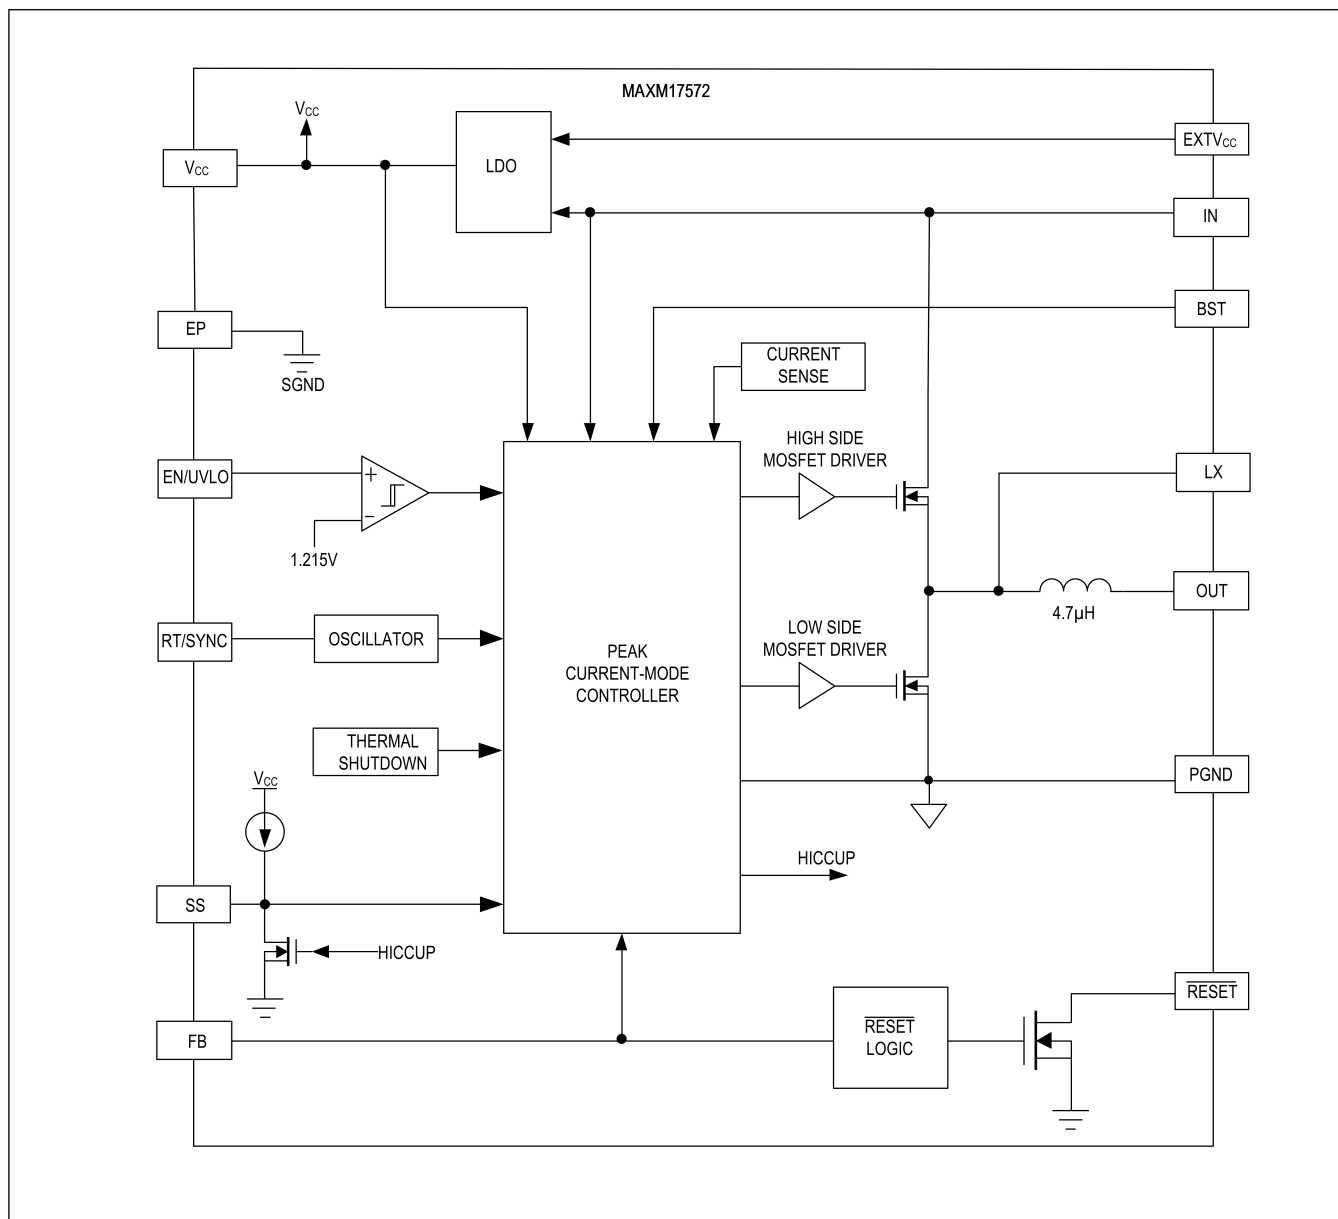 MAXM17572
VCC
VCC
LDO
EXTVCC
IN
EP
SGND
BST
CURRENT
SENSE
HIGH SIDE
MOSFET DRIVER
EN/UVLO
+
−
1.215V
LX
OUT
4.7µH
RT/SYNC
OSCILLATOR
PEAK
CURRENT-MODE
CONTROLLER
LOW SIDE
MOSFET DRIVER
THERMAL
SHUTDOWN
PGND
VCC
HICCUP
SS
HICCUP
RESET
FB
RESET
LOGIC